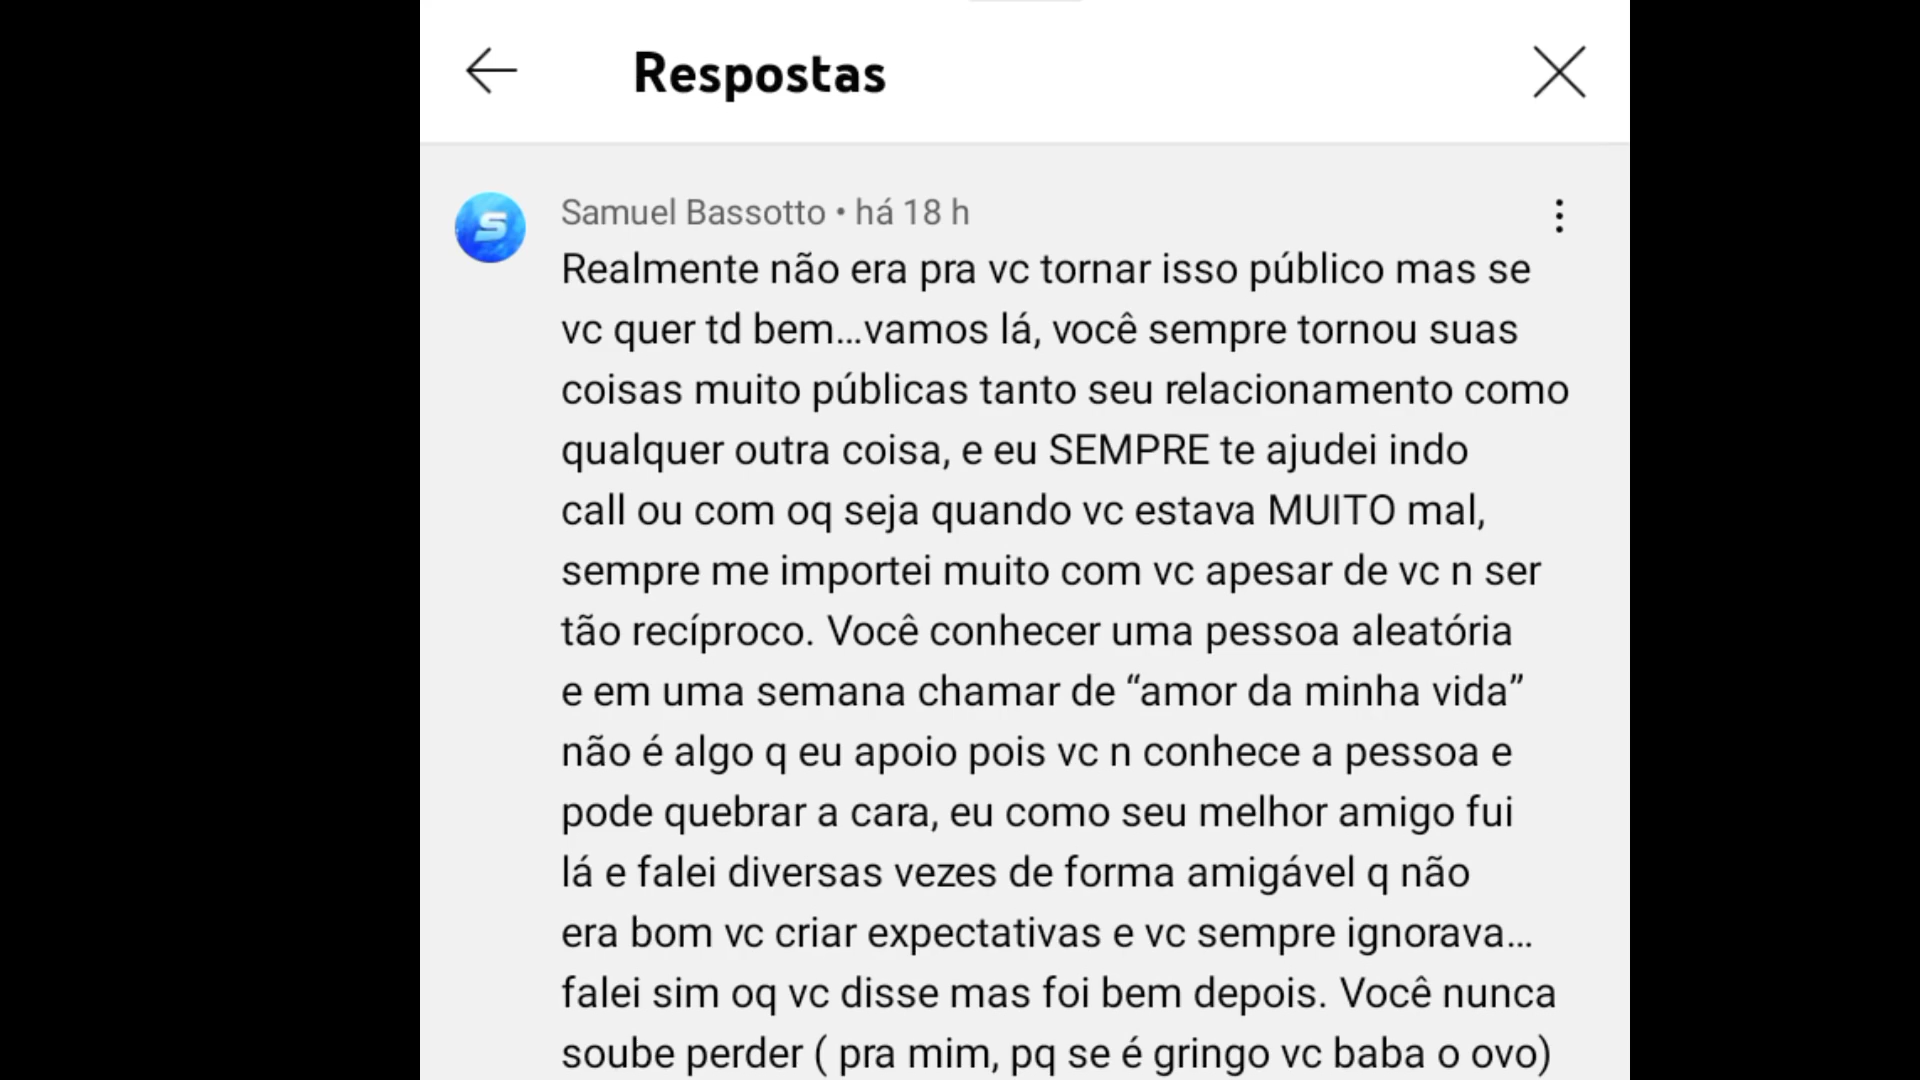 Respostas
Samuel Bassotto • há 18 h
Realmente não era pra vc tornar isso público mas se
vc quer td bem...vamos lá, você sempre tornou suas
coisas muito públicas tanto seu relacionamento como
qualquer outra coisa, e eu SEMPRE te ajudei indo
call ou com oq seja quando vc estava MUITO mal,
sempre me importei muito com vc apesar de vc n ser
tão recíproco. Você conhecer uma pessoa aleatória
e em uma semana chamar de “amor da minha vida”
não é algo q eu apoio pois vc n conhece a pessoa e
pode quebrar a cara, eu como seu melhor amigo fui
lá e falei diversas vezes de forma amigável q não
era bom vc criar expectativas e vc sempre ignorava...
falei sim oq vc disse mas foi bem depois. Você nunca
soube perder ( pra mim, pq se é gringo vc baba o ovo)